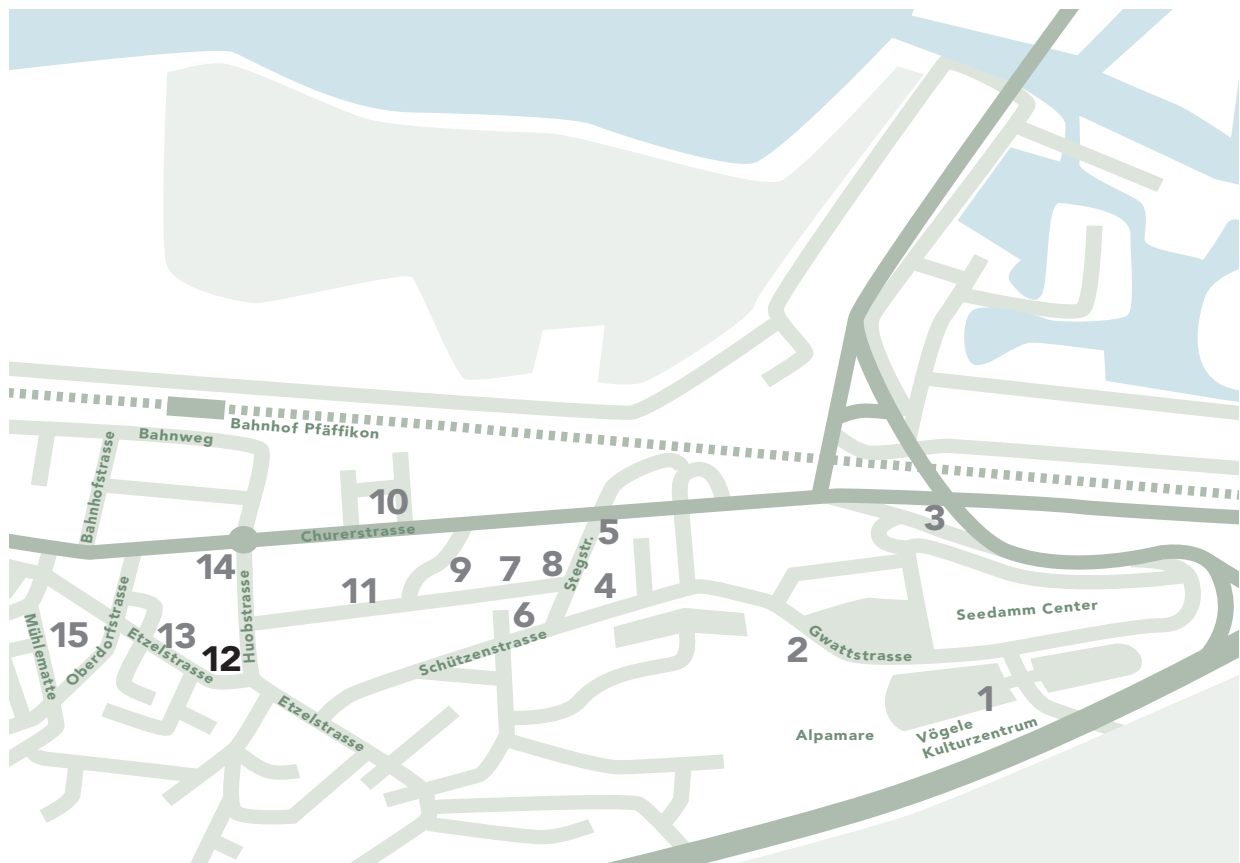 Bahnweg
Bahnhof Pfäffikon
Bahnhofstrasse
10
3
Churerstrasse
5
14
9
7
8
Stegstr.
4
11
Seedamm Center
Mühlematte
15
Oberdorfstrasse
Etzelstrasse
13
12
Huobstrasse
6
Schützenstrasse
2
Gwattstrasse
1
Etzelstrasse
Alpamare
Vögele
Kulturzentrum